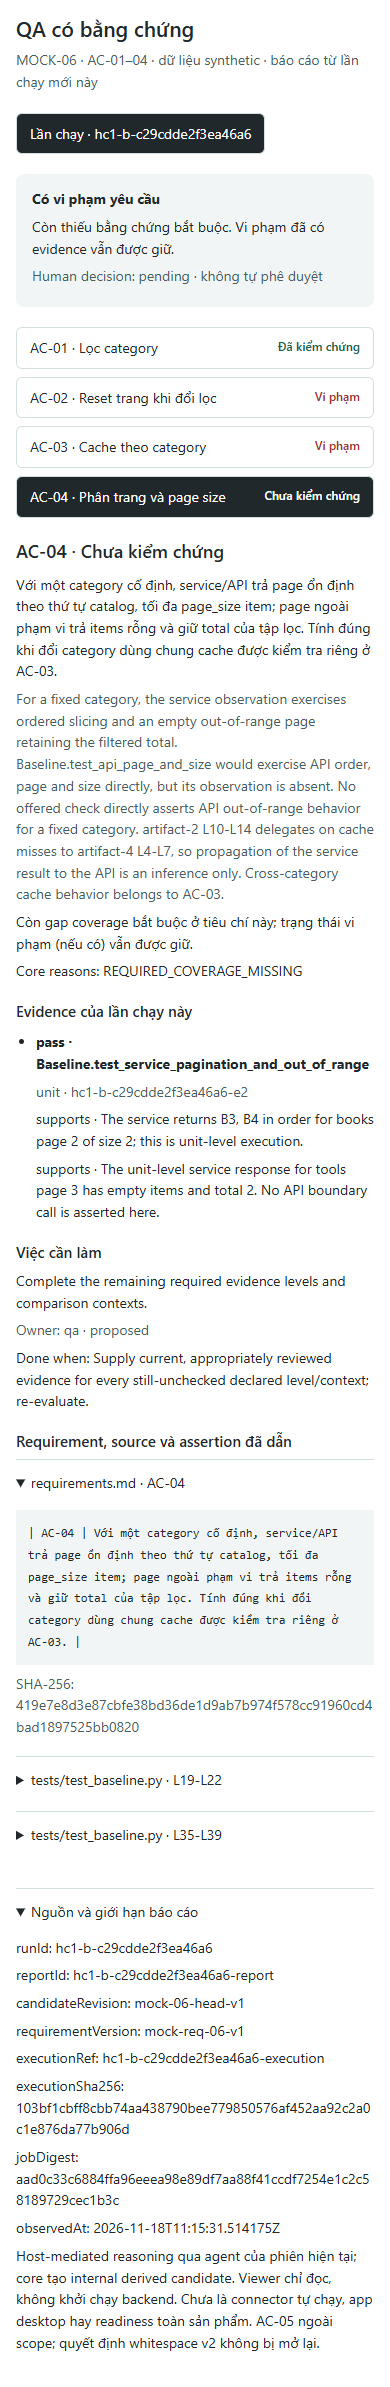 QA có bằng chứng
MOCK-06 · AC-01–04 · dữ liệu synthetic · báo cáo từ lần
chạy mới này
Lần chạy · hc1-b-c29cdde2f3ea46a6
Có vi phạm yêu cầu
Còn thiếu bằng chứng bắt buộc. Vi phạm đã có
evidence vẫn được giữ.
Human decision: pending · không tự phê duyệt
AC-01 · Lọc category Đã kiểm chứng
AC-02 · Reset trang khi đổi lọc Vi phạm
AC-03 · Cache theo category Vi phạm
AC-04 · Phân trang và page size Chưa kiểm chứng
AC-04 · Chưa kiểm chứng
Với một category cố định, service/API trả page ổn định
theo thứ tự catalog, tối đa page_size item; page ngoài
phạm vi trả items rỗng và giữ total của tập lọc. Tính đúng
khi đổi category dùng chung cache được kiểm tra riêng ở
AC-03.
For a fixed category, the service observation exercises
ordered slicing and an empty out-of-range page
retaining the filtered total.
Baseline.test_api_page_and_size would exercise API order,
page and size directly, but its observation is absent. No
offered check directly asserts API out-of-range behavior
for a fixed category. artifact-2 L10-L14 delegates on cache
misses to artifact-4 L4-L7, so propagation of the service
result to the API is an inference only. Cross-category
cache behavior belongs to AC-03.
Còn gap coverage bắt buộc ở tiêu chí này; trạng thái vi
phạm (nếu có) vẫn được giữ.
Core reasons: REQUIRED_COVERAGE_MISSING
Evidence của lần chạy này
• pass ·
Baseline.test_service_pagination_and_out_of_range
unit · hc1-b-c29cdde2f3ea46a6-e2
supports · The service returns B3, B4 in order for books
page 2 of size 2; this is unit-level execution.
supports · The unit-level service response for tools
page 3 has empty items and total 2. No API boundary
call is asserted here.
Việc cần làm
Complete the remaining required evidence levels and
comparison contexts.
Owner: qa · proposed
Done when: Supply current, appropriately reviewed
evidence for every still-unchecked declared level/context;
re-evaluate.
Requirement, source và assertion đã dẫn
▼ requirements.md · AC-04
| AC-04 | Với một category cố định, service/API
trả page ổn định theo thứ tự catalog, tối đa
page_size item; page ngoài phạm vi trả items rỗng
và giữ total của tập lọc. Tính đúng khi đổi
category dùng chung cache được kiểm tra riêng ở
AC-03. |
SHA-256:
419e7e8d3e87cbfe38bd36de1d9ab7b974f578cc91960cd4
bad1897525bb0820
▶ tests/test_baseline.py · L19-L22
▶ tests/test_baseline.py · L35-L39
▼ Nguồn và giới hạn báo cáo
runId: hc1-b-c29cdde2f3ea46a6
reportId: hc1-b-c29cdde2f3ea46a6-report
candidateRevision: mock-06-head-v1
requirementVersion: mock-req-06-v1
executionRef: hc1-b-c29cdde2f3ea46a6-execution
executionSha256:
103bf1cbff8cbb74aa438790bee779850576af452aa92c2a0
c1e876da77b906d
jobDigest:
aad0c33c6884ffa96eeea98e89df7aa88f41ccdf7254e1c2c5
8189729cec1b3c
observedAt: 2026-11-18T11:15:31.514175Z
Host-mediated reasoning qua agent của phiên hiện tại;
core tạo internal derived candidate. Viewer chỉ đọc,
không khởi chạy backend. Chưa là connector tự chạy, app
desktop hay readiness toàn sản phẩm. AC-05 ngoài
scope; quyết định whitespace v2 không bị mở lại.